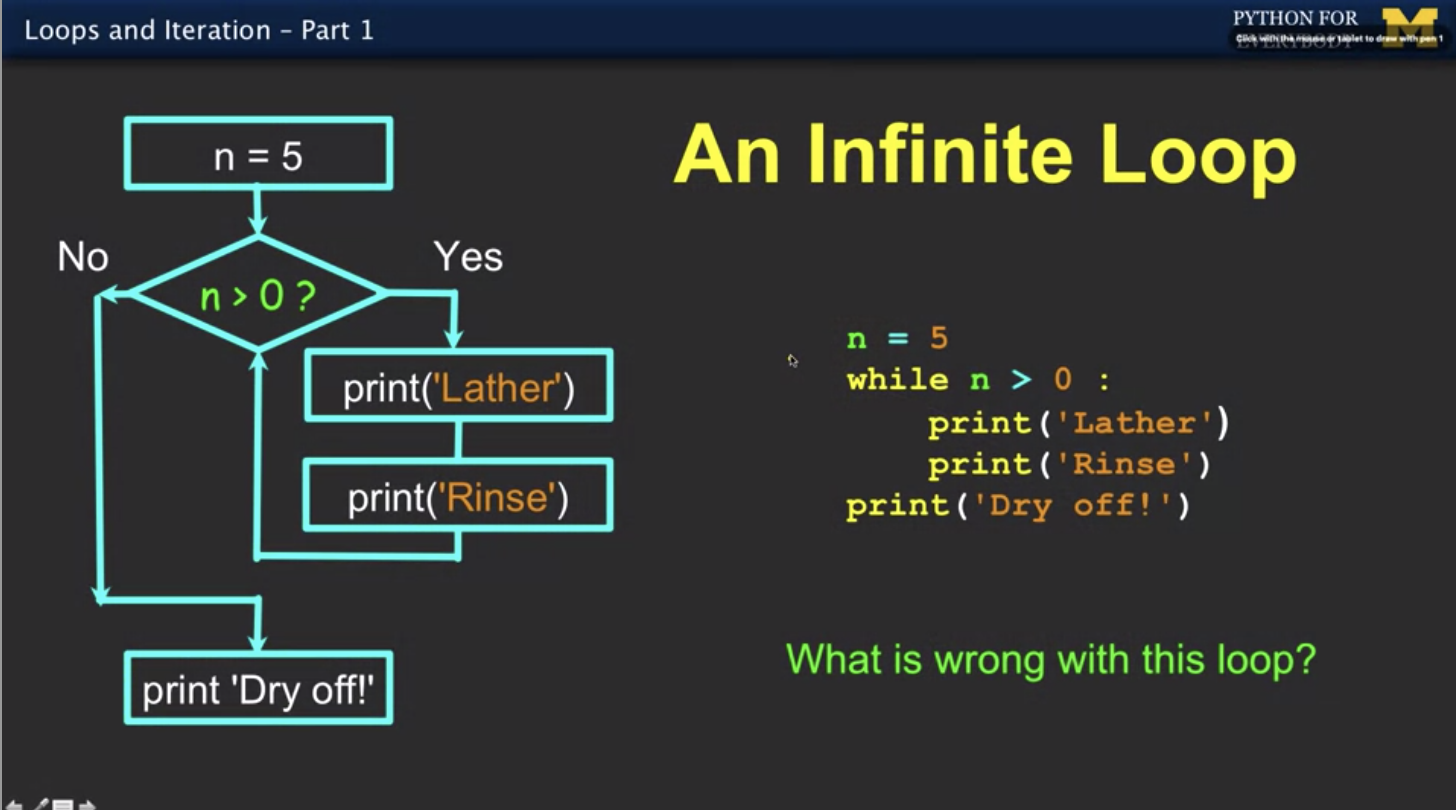 Loops and Iteration – Part 1
PYTHON FOR
EVERYBODY
Click with the mouse or tablet to draw with pen 1
An Infinite Loop
n = 5
No
Yes
n > 0 ?
print('Lather')
print('Rinse')
print 'Dry off!'
n = 5
while n > 0 :
    print('Lather')
    print('Rinse')
print('Dry off!')
What is wrong with this loop?